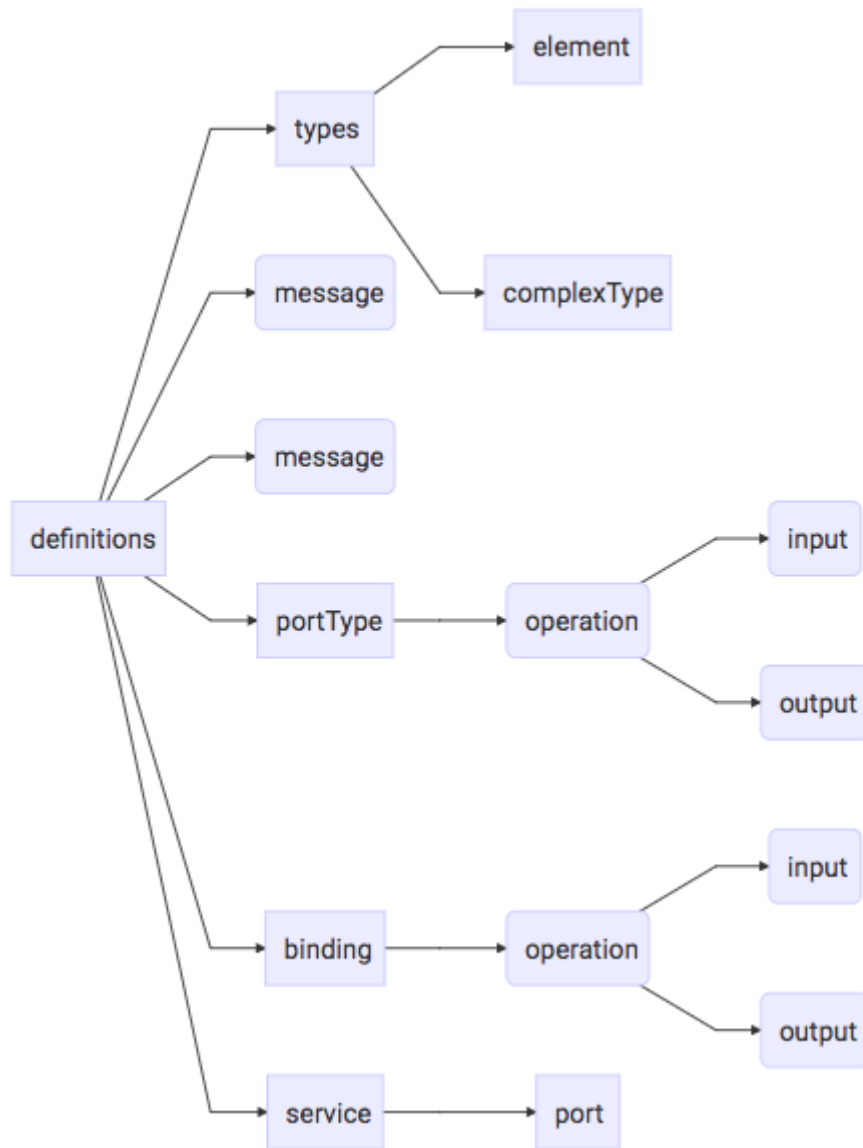 element
types
message
complexType
message
definitions
input
portType
operation
output
input
binding
operation
output
service
port